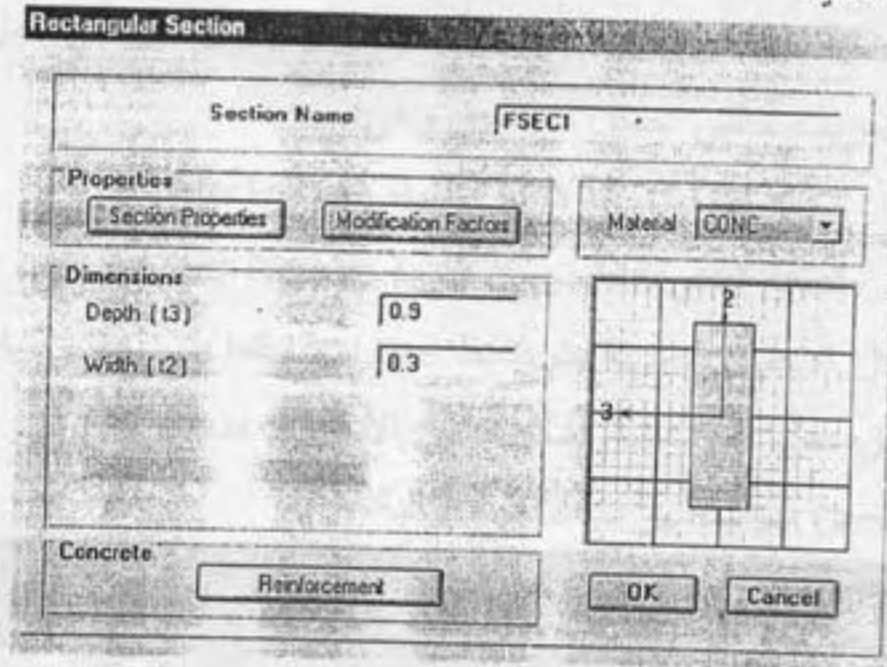 Rectangular Section
Section Name FSEC1
Properties
Section Properties Modification Factors Material CONC
Dimensions
Depth ( t3 ) 0.9
Width ( t2 ) 0.3
2
3
Concrete
Reinforcement
OK Cancel